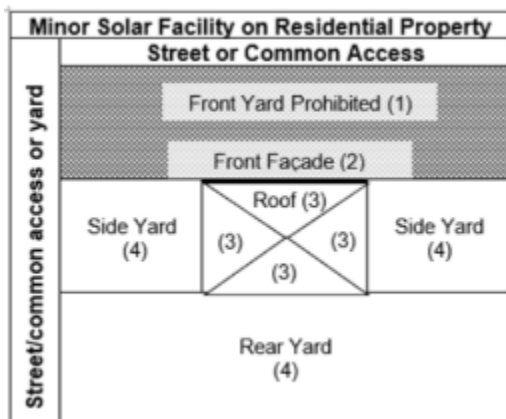 Minor Solar Facility on Residential Property
Street or Common Access
Street/common access or yard
Front Yard Prohibited (1)
Front Façade (2)
Roof (3)
Side Yard
(4)
(3)
(3)
Side Yard
(4)
(3)
Rear Yard
(4)